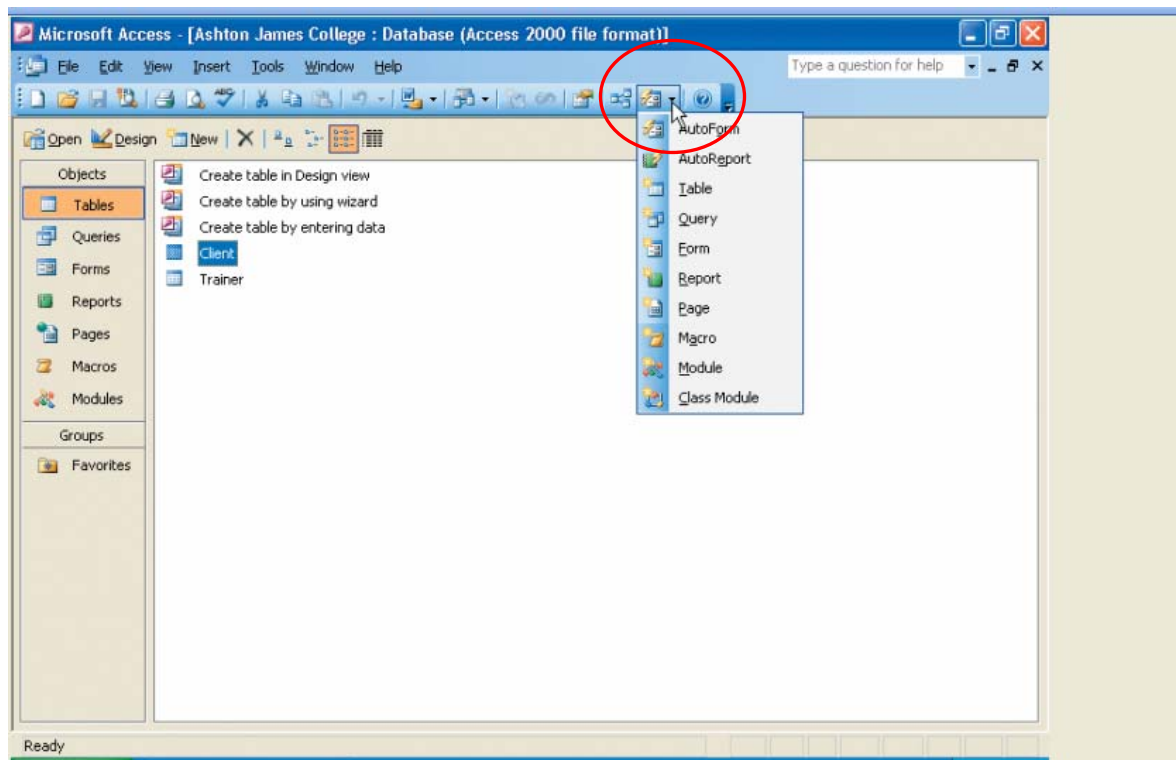 Microsoft Access - [Ashton James College : Database (Access 2000 file format)]
File Edit View Insert Tools Window Help
Type a question for help
Open Design New
Objects
Tables
Queries
Forms
Reports
Pages
Macros
Modules
Groups
Favorites
Create table in Design view
Create table by using wizard
Create table by entering data
Client
Trainer
AutoForm
AutoReport
Table
Query
Form
Report
Page
Macro
Module
Class Module
Ready